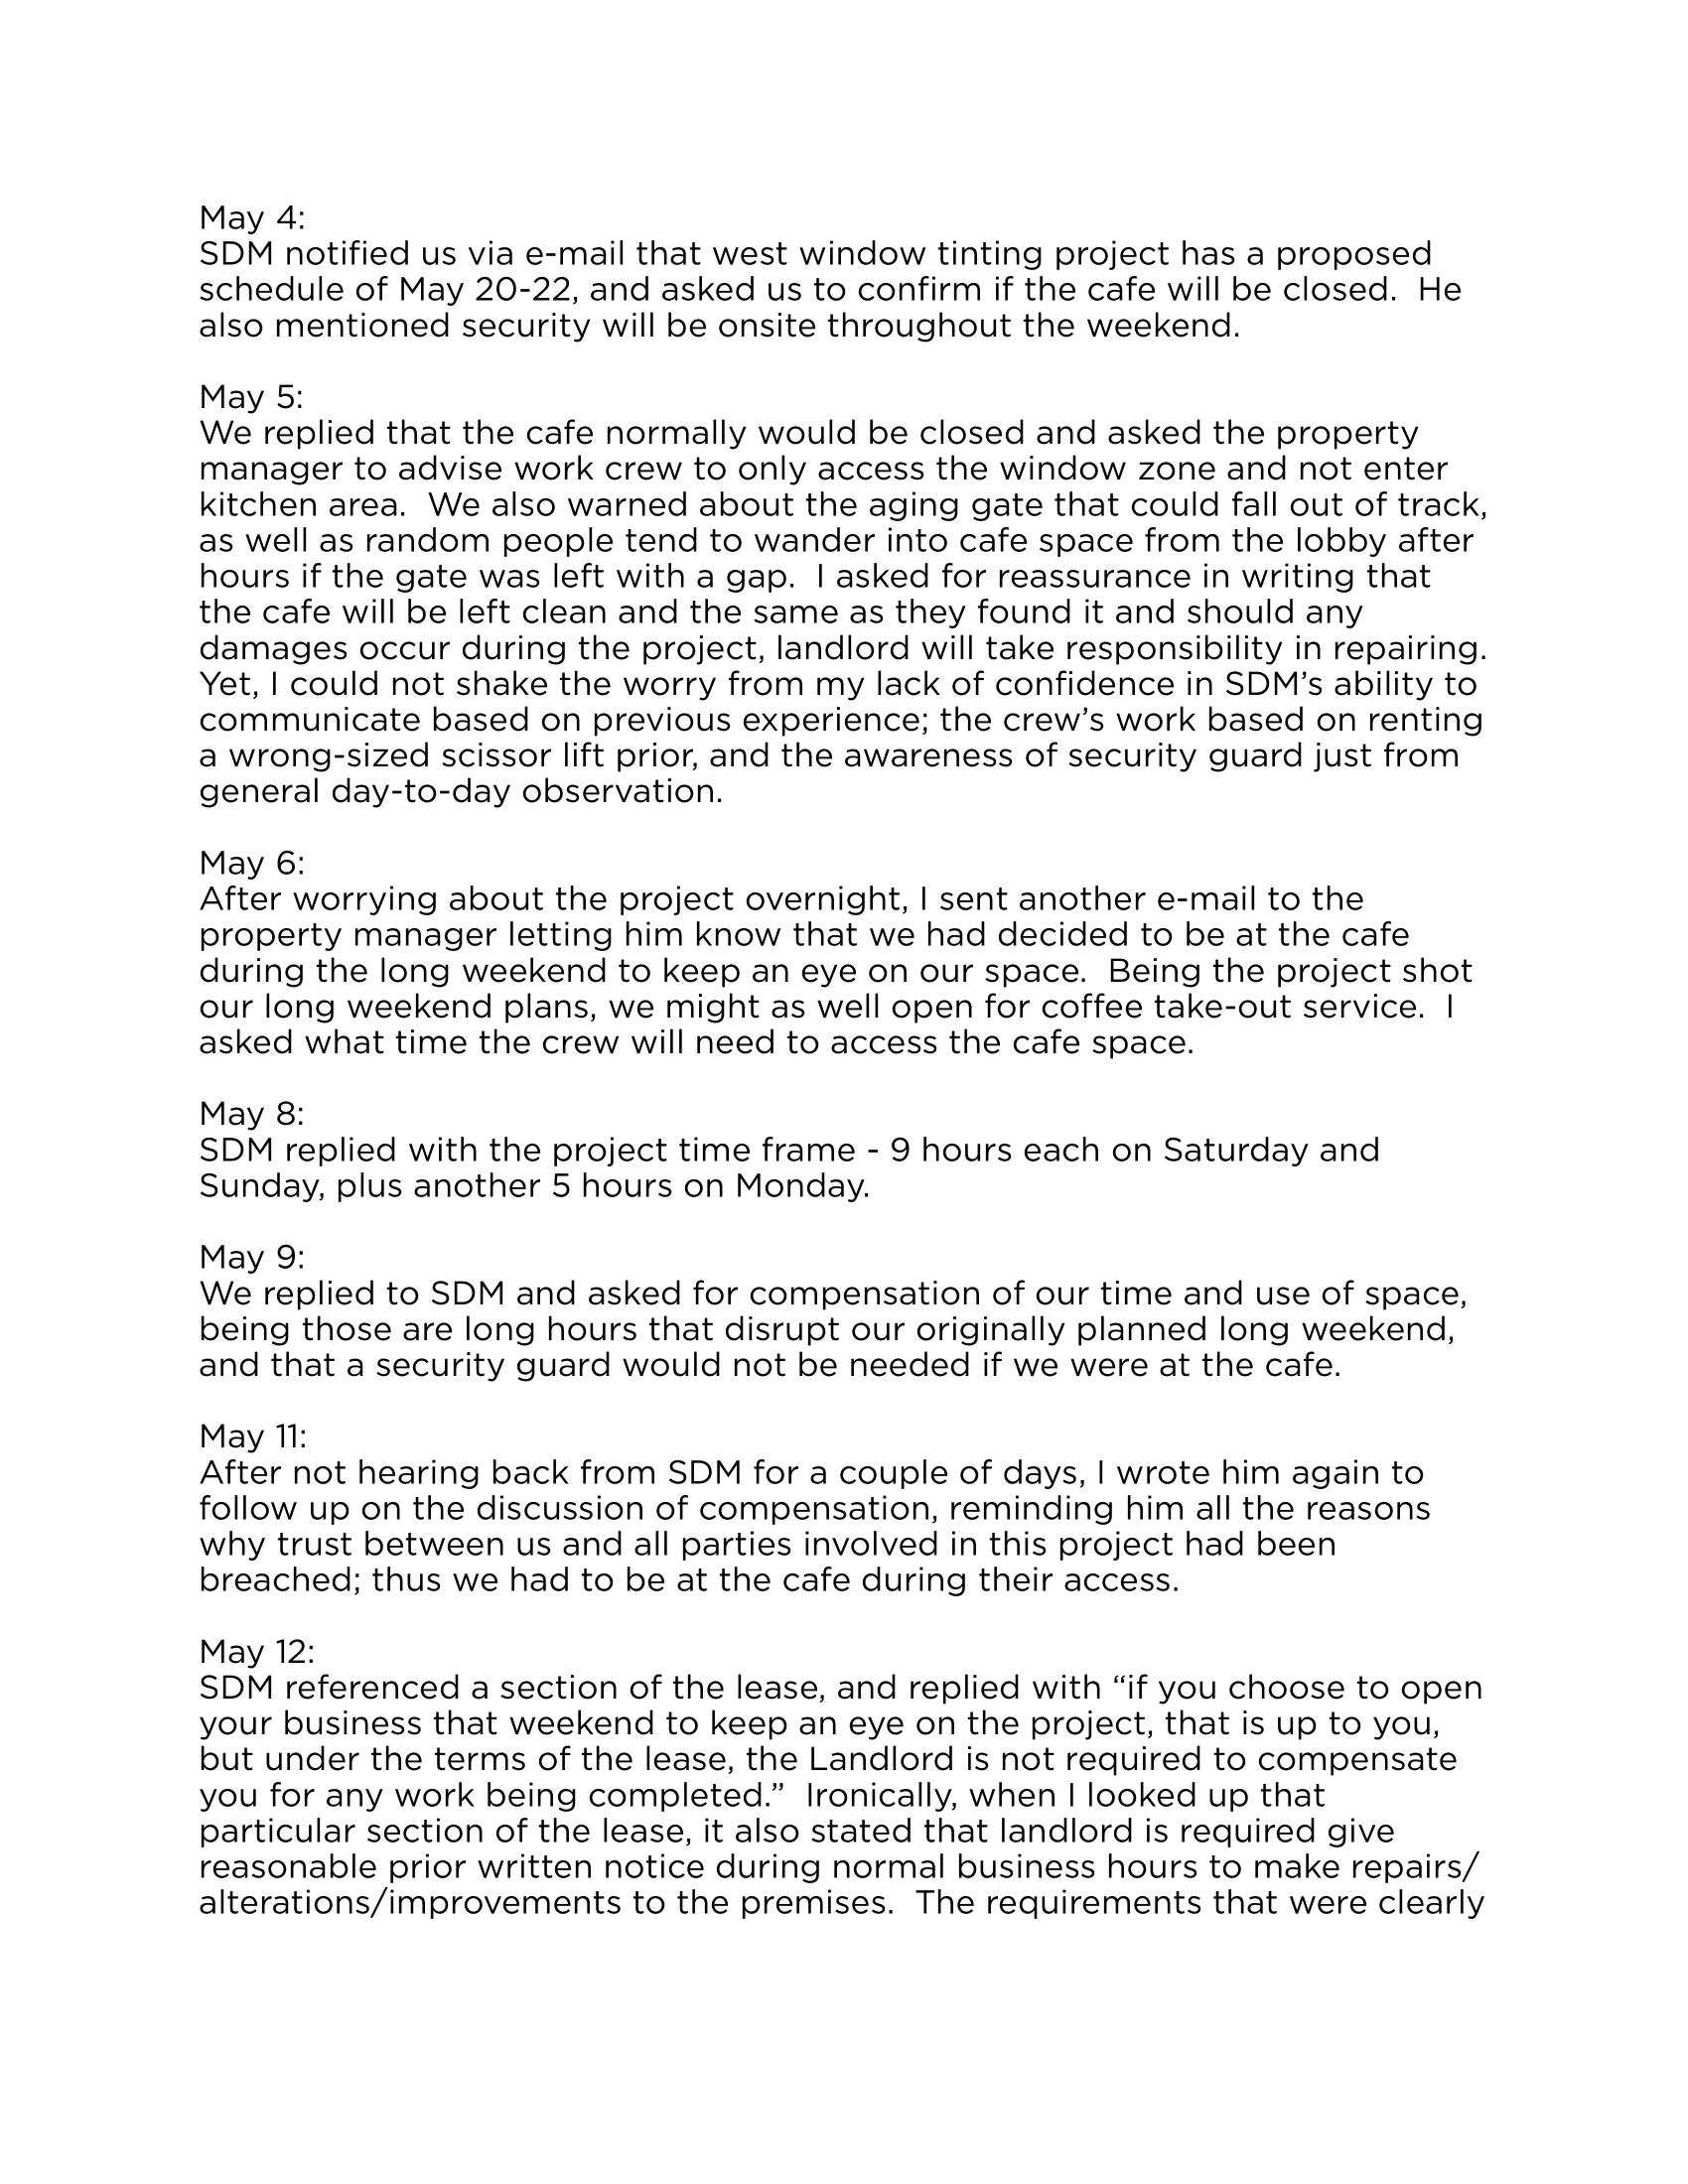 May 4:
SDM notified us via e-mail that west window tinting project has a proposed
schedule of May 20-22, and asked us to confirm if the cafe will be closed.  He
also mentioned security will be onsite throughout the weekend.

May 5:
We replied that the cafe normally would be closed and asked the property
manager to advise work crew to only access the window zone and not enter
kitchen area.  We also warned about the aging gate that could fall out of track,
as well as random people tend to wander into cafe space from the lobby after
hours if the gate was left with a gap.  I asked for reassurance in writing that
the cafe will be left clean and the same as they found it and should any
damages occur during the project, landlord will take responsibility in repairing.
Yet, I could not shake the worry from my lack of confidence in SDM’s ability to
communicate based on previous experience; the crew’s work based on renting
a wrong-sized scissor lift prior, and the awareness of security guard just from
general day-to-day observation.

May 6:
After worrying about the project overnight, I sent another e-mail to the
property manager letting him know that we had decided to be at the cafe
during the long weekend to keep an eye on our space.  Being the project shot
our long weekend plans, we might as well open for coffee take-out service.  I
asked what time the crew will need to access the cafe space.

May 8:
SDM replied with the project time frame - 9 hours each on Saturday and
Sunday, plus another 5 hours on Monday.

May 9:
We replied to SDM and asked for compensation of our time and use of space,
being those are long hours that disrupt our originally planned long weekend,
and that a security guard would not be needed if we were at the cafe.

May 11:
After not hearing back from SDM for a couple of days, I wrote him again to
follow up on the discussion of compensation, reminding him all the reasons
why trust between us and all parties involved in this project had been
breached; thus we had to be at the cafe during their access.

May 12:
SDM referenced a section of the lease, and replied with “if you choose to open
your business that weekend to keep an eye on the project, that is up to you,
but under the terms of the lease, the Landlord is not required to compensate
you for any work being completed.”  Ironically, when I looked up that
particular section of the lease, it also stated that landlord is required give
reasonable prior written notice during normal business hours to make repairs/
alterations/improvements to the premises.  The requirements that were clearly